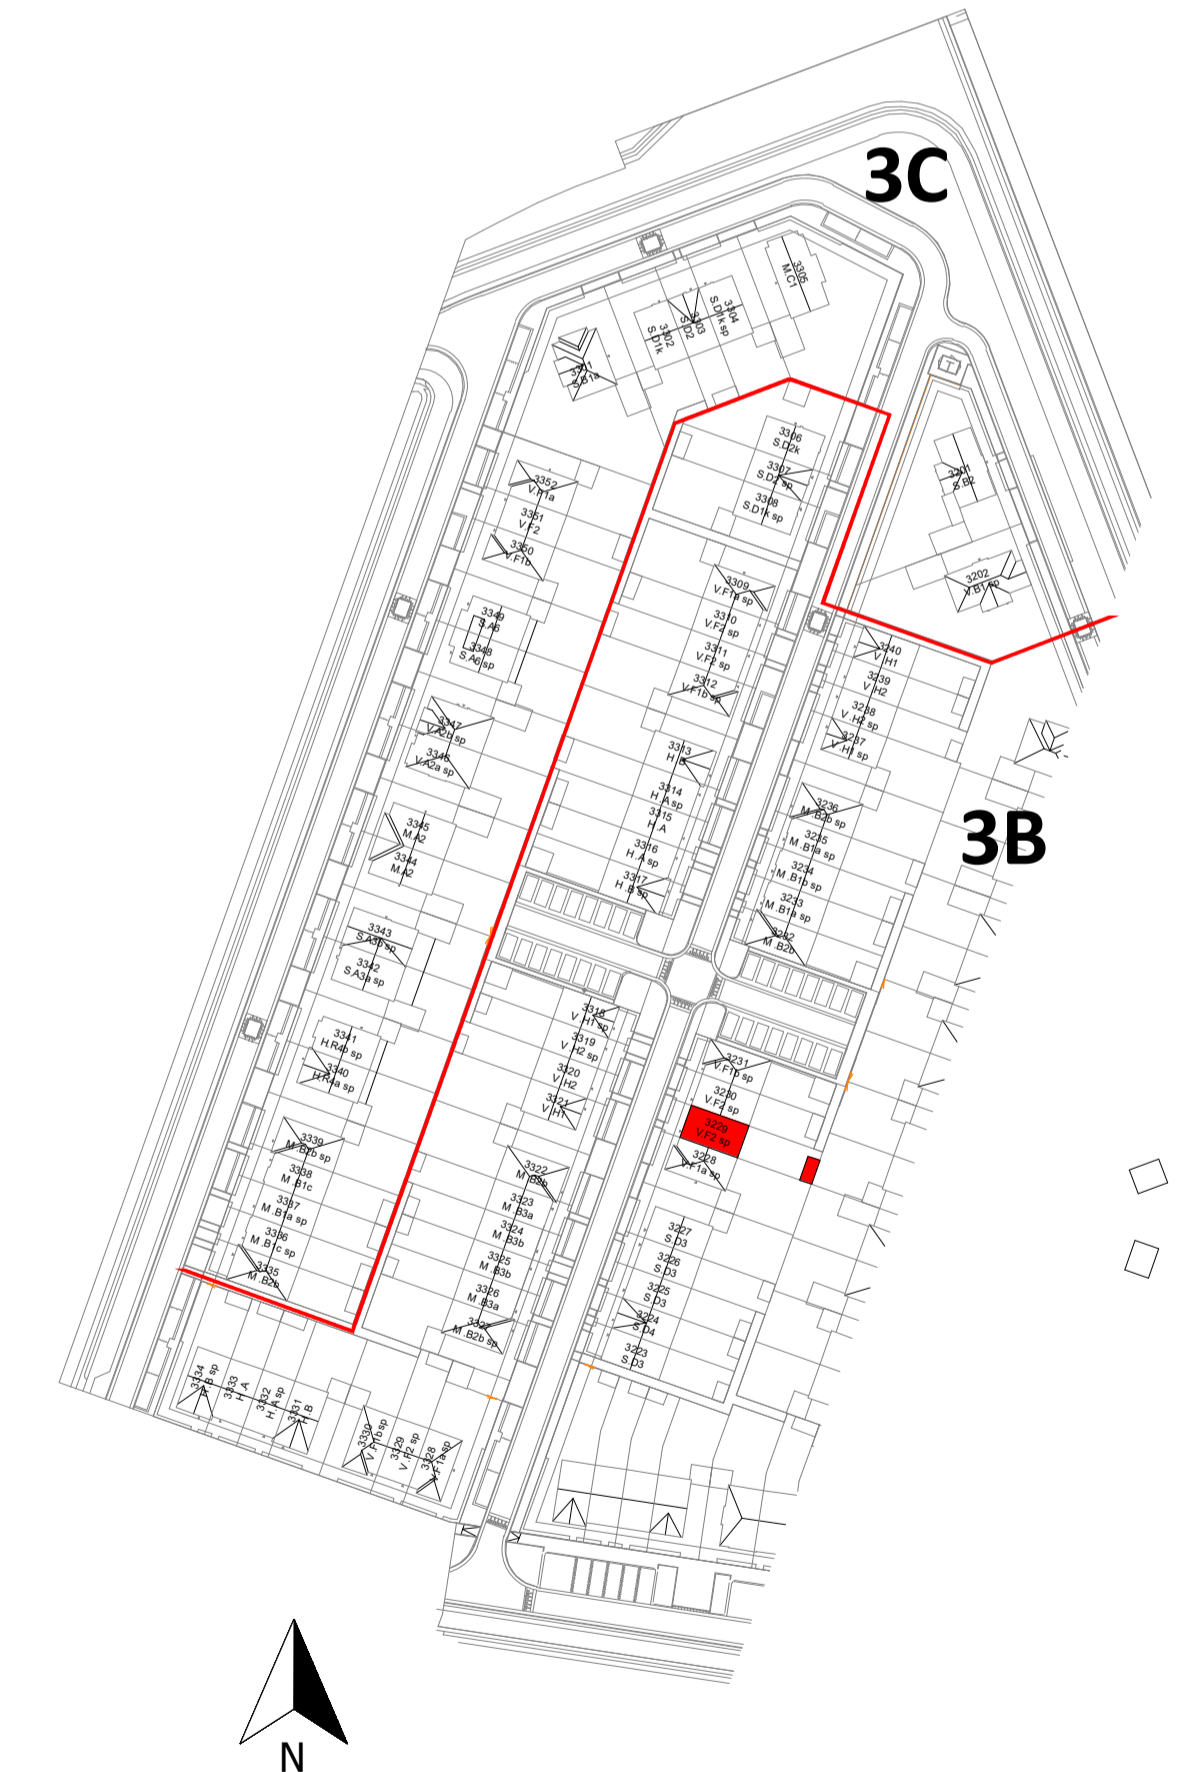 3C
3305
M.C1
3304
S.D1k sp
3303
S.D2
3302
S.D1k
S.B1a
3306
S.D2k
3307
S.D2 sp
3308
S.D1k sp
T
3201
S.B2
3202
V.B1 sp
3352
V.F1a
3351
V.F2
3350
V.F1b
3349
S.A6
3348
S.A6 sp
3347
V.A2b sp
3346
V.A2a sp
3345
M.A2
3344
M.A2
3343
S.A3b sp
3342
S.A3a sp
3341
H.R4b sp
3340
H.R4a sp
3339
M.B2b sp
3338
M.B1c
3337
M.B1a sp
3336
M.B1c sp
3335
M.B2b
3309
V.F1a sp
3310
V.F2 sp
3311
V.F2 sp
3312
V.F1b sp
3313
H.B
3314
H.A sp
3315
H.A
3316
H.A sp
3317
H.B sp
3240
V.H1
3239
V.H2
3238
V.H2 sp
3237
V.H1 sp
3B
3236
M.B2b sp
3235
M.B1a sp
3234
M.B1b sp
3233
M.B1a sp
3232
M.B2b
3318
V.H1 sp
3319
V.H2 sp
3320
V.H2
3321
V.H1
3322
M.B2b
3323
M.B3a
3324
M.B3b
3325
M.B3b
3326
M.B3a
3327
M.B2b sp
3231
V.F1b sp
3230
V.F2 sp
3229
V.F2 sp
3228
V.F1a sp
3227
S.D3
3226
S.D3
3225
S.D3
3224
S.D4
3223
S.D3
3334
H.B sp
3333
H.A
3332
H.A sp
3331
H.B
3330
V.F1b sp
3329
V.F2 sp
3328
V.F1a sp
N